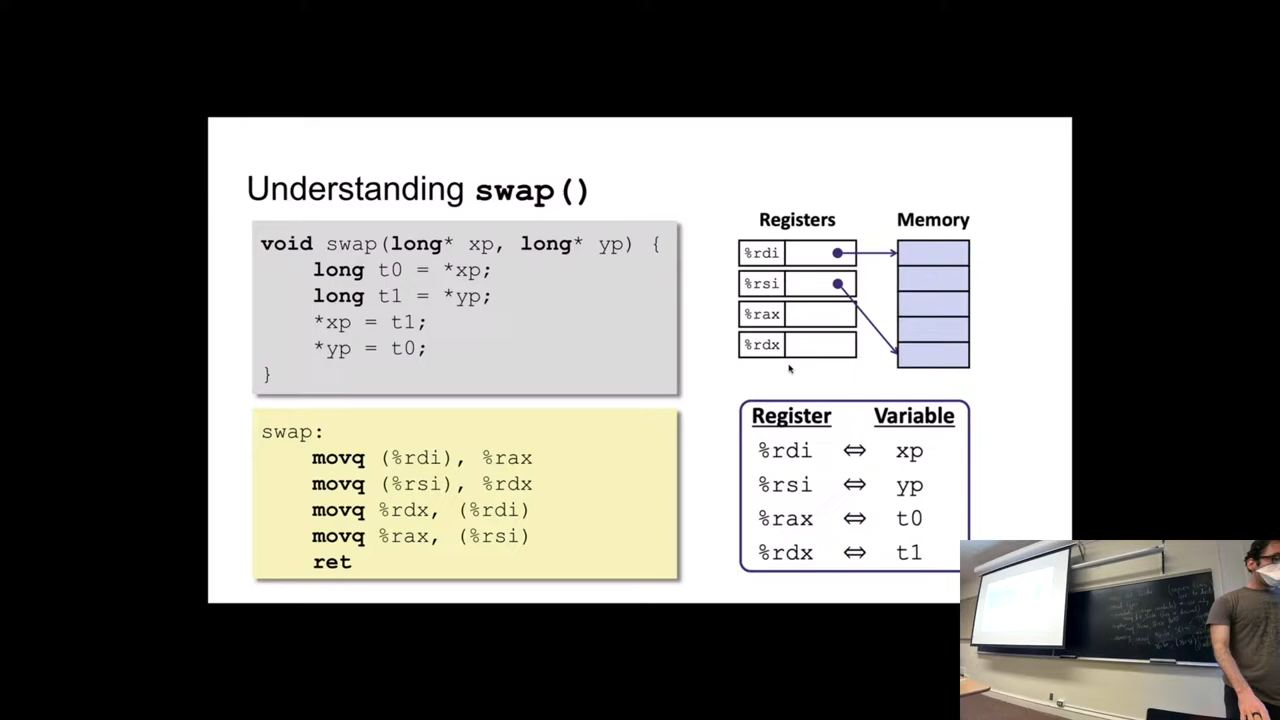 Understanding swap()
void swap(long* xp, long* yp) {
long t0 = *xp;
long t1 = *yp;
*xp = t1;
*yp = t0;
}
swap:
movq (%rdi), %rax
movq (%rsi), %rdx
movq %rdx, (%rdi)
movq %rax, (%rsi)
ret
Registers Memory
%rdi
%rsi
%rax
%rdx
Register Variable
%rdi ⇔ xp
%rsi ⇔ yp
%rax ⇔ t0
%rdx ⇔ t1